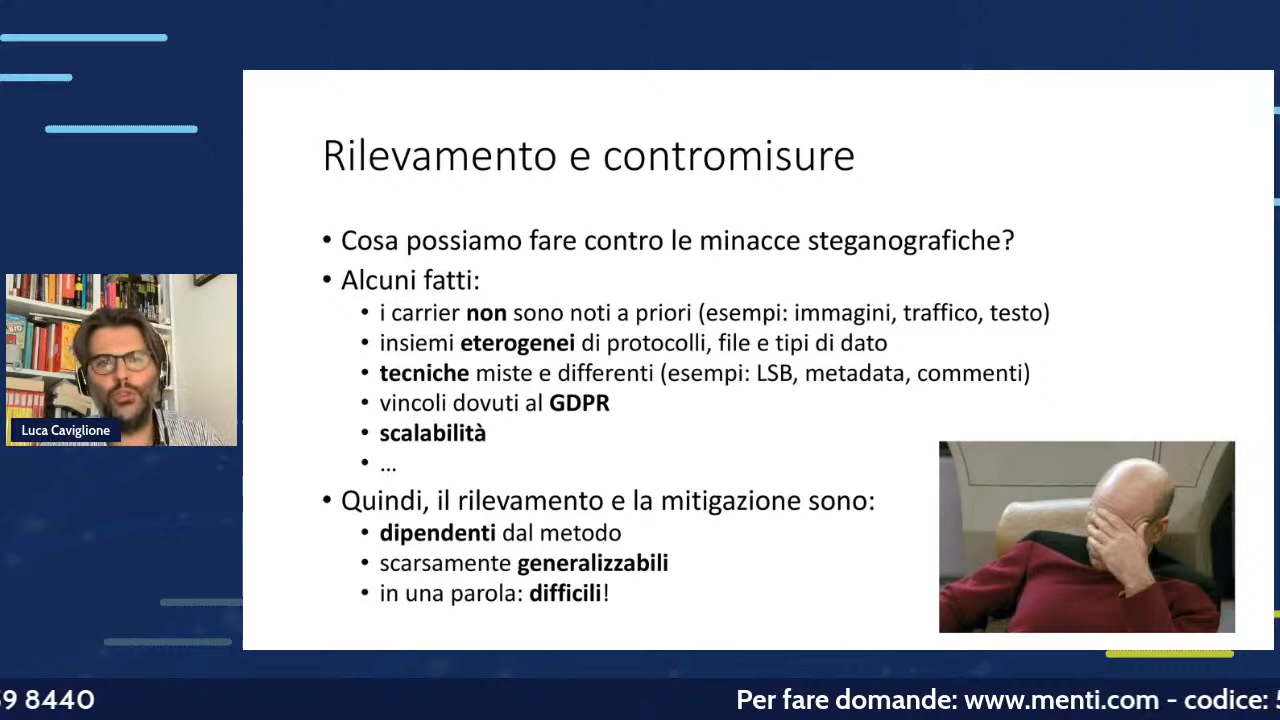 Rilevamento e contromisure
• Cosa possiamo fare contro le minacce steganografiche?
• Alcuni fatti:
• i carrier non sono noti a priori (esempi: immagini, traffico, testo)
• insiemi eterogenei di protocolli, file e tipi di dato
• tecniche miste e differenti (esempi: LSB, metadata, commenti)
• vincoli dovuti al GDPR
• scalabilità
• ...
• Quindi, il rilevamento e la mitigazione sono:
• dipendenti dal metodo
• scarsamente generalizzabili
• in una parola: difficili!
Luca Caviglione
9 8440 Per fare domande: www.menti.com - codice: